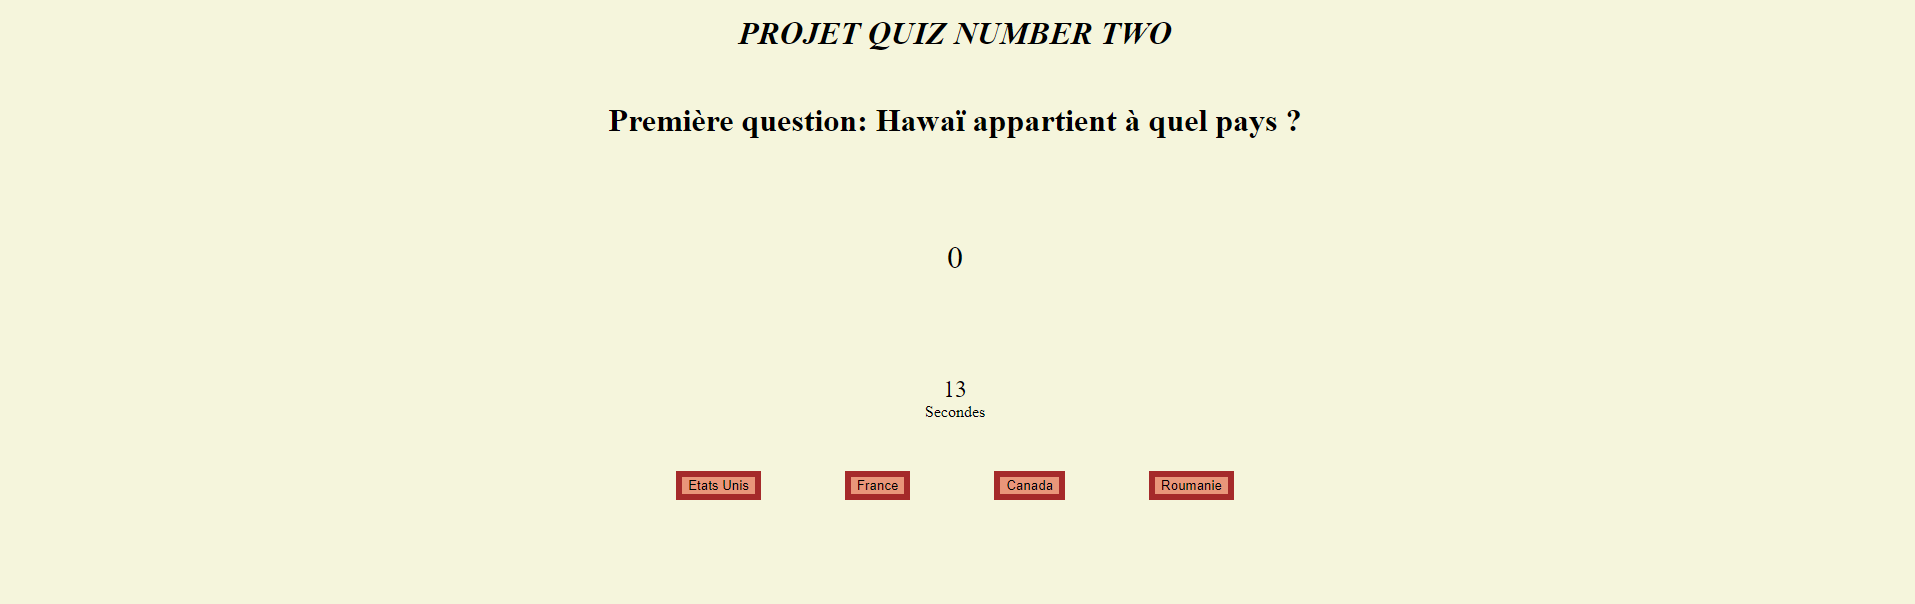 PROJET QUIZ NUMBER TWO
Première question: Hawaï appartient à quel pays ?
0
13
Secondes
Etats Unis France Canada Roumanie